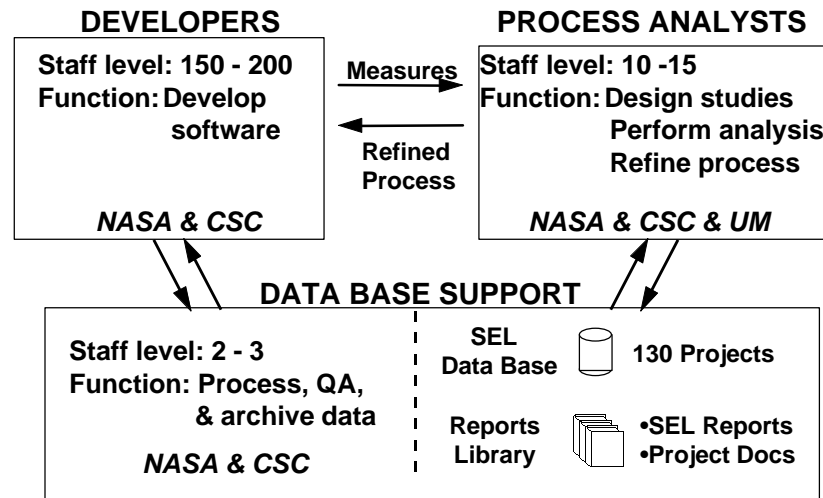 DEVELOPERS
Staff level: 150 - 200
Function: Develop
software
NASA & CSC
Measures
Refined
Process
PROCESS ANALYSTS
Staff level: 10 -15
Function: Design studies
Perform analysis
Refine process
NASA & CSC & UM
DATA BASE SUPPORT
Staff level: 2 - 3
Function: Process, QA,
& archive data
NASA & CSC
SEL
Data Base
130 Projects
Reports
Library
•SEL Reports
•Project Docs